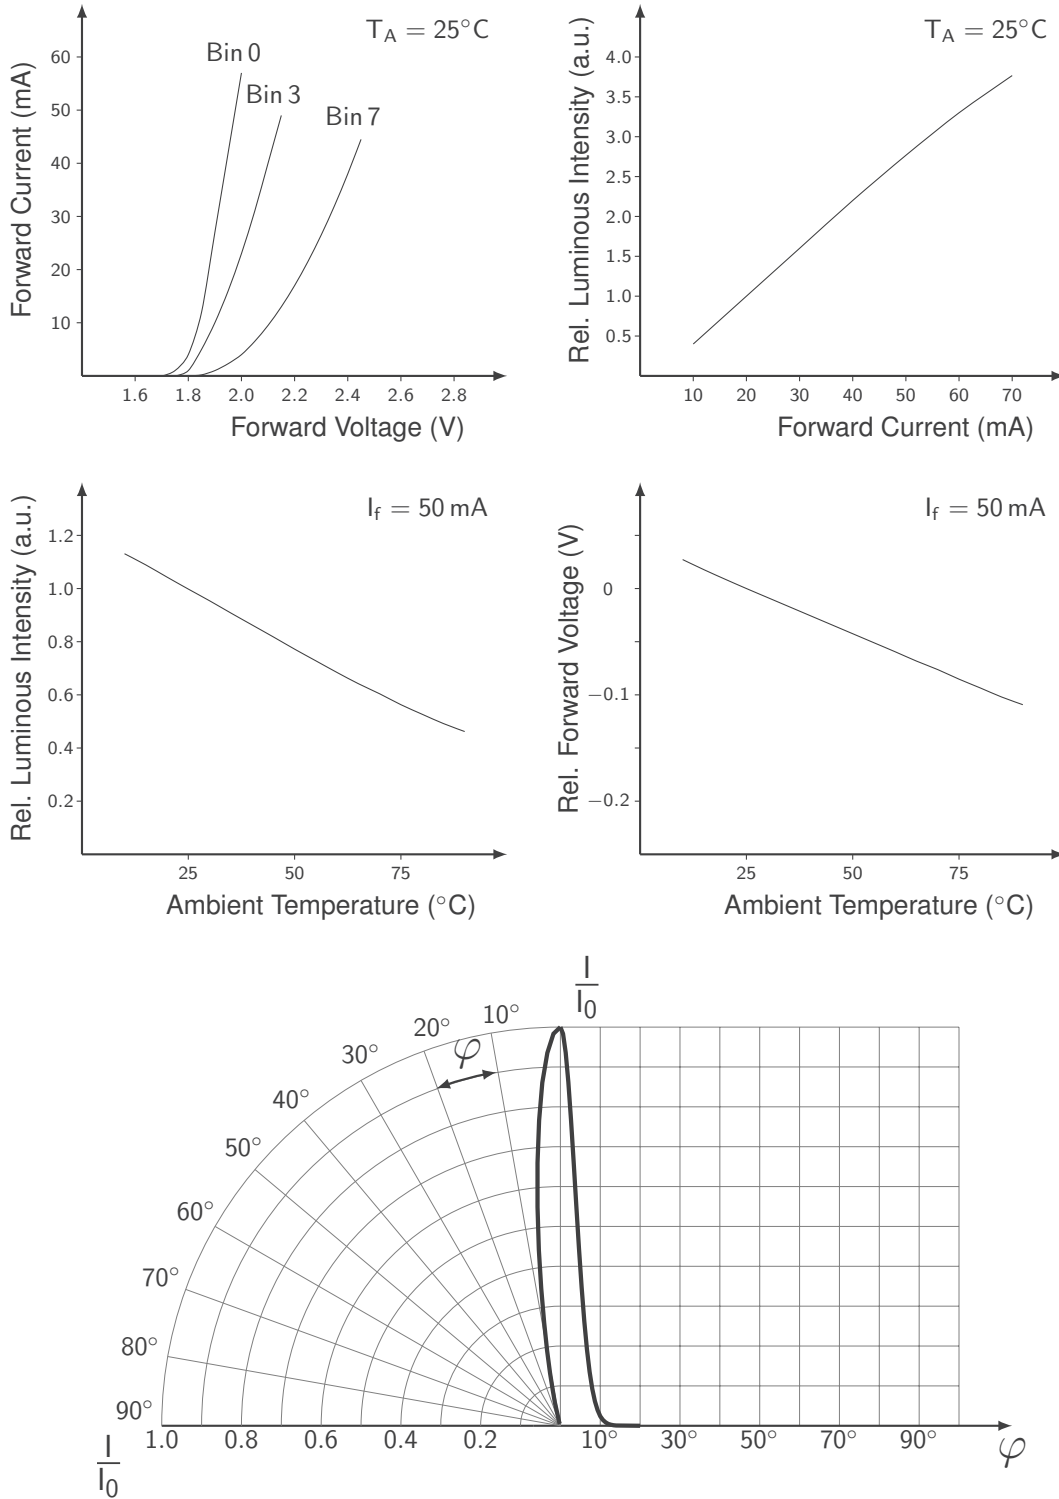 T_A = 25°C
Forward Current (mA)
60
50
40
30
20
10
Bin 0
Bin 3
Bin 7
1.6 1.8 2.0 2.2 2.4 2.6 2.8
Forward Voltage (V)
T_A = 25°C
Rel. Luminous Intensity (a.u.)
4.0
3.5
3.0
2.5
2.0
1.5
1.0
0.5
10 20 30 40 50 60 70
Forward Current (mA)
I_f = 50 mA
Rel. Luminous Intensity (a.u.)
1.2
1.0
0.8
0.6
0.4
0.2
25 50 75
Ambient Temperature (°C)
I_f = 50 mA
Rel. Forward Voltage (V)
0
−0.1
−0.2
25 50 75
Ambient Temperature (°C)
I
I_0
10°
20°
φ
30°
40°
50°
60°
70°
80°
90°
1.0 0.8 0.6 0.4 0.2 10° 30° 50° 70° 90° φ
I
I_0